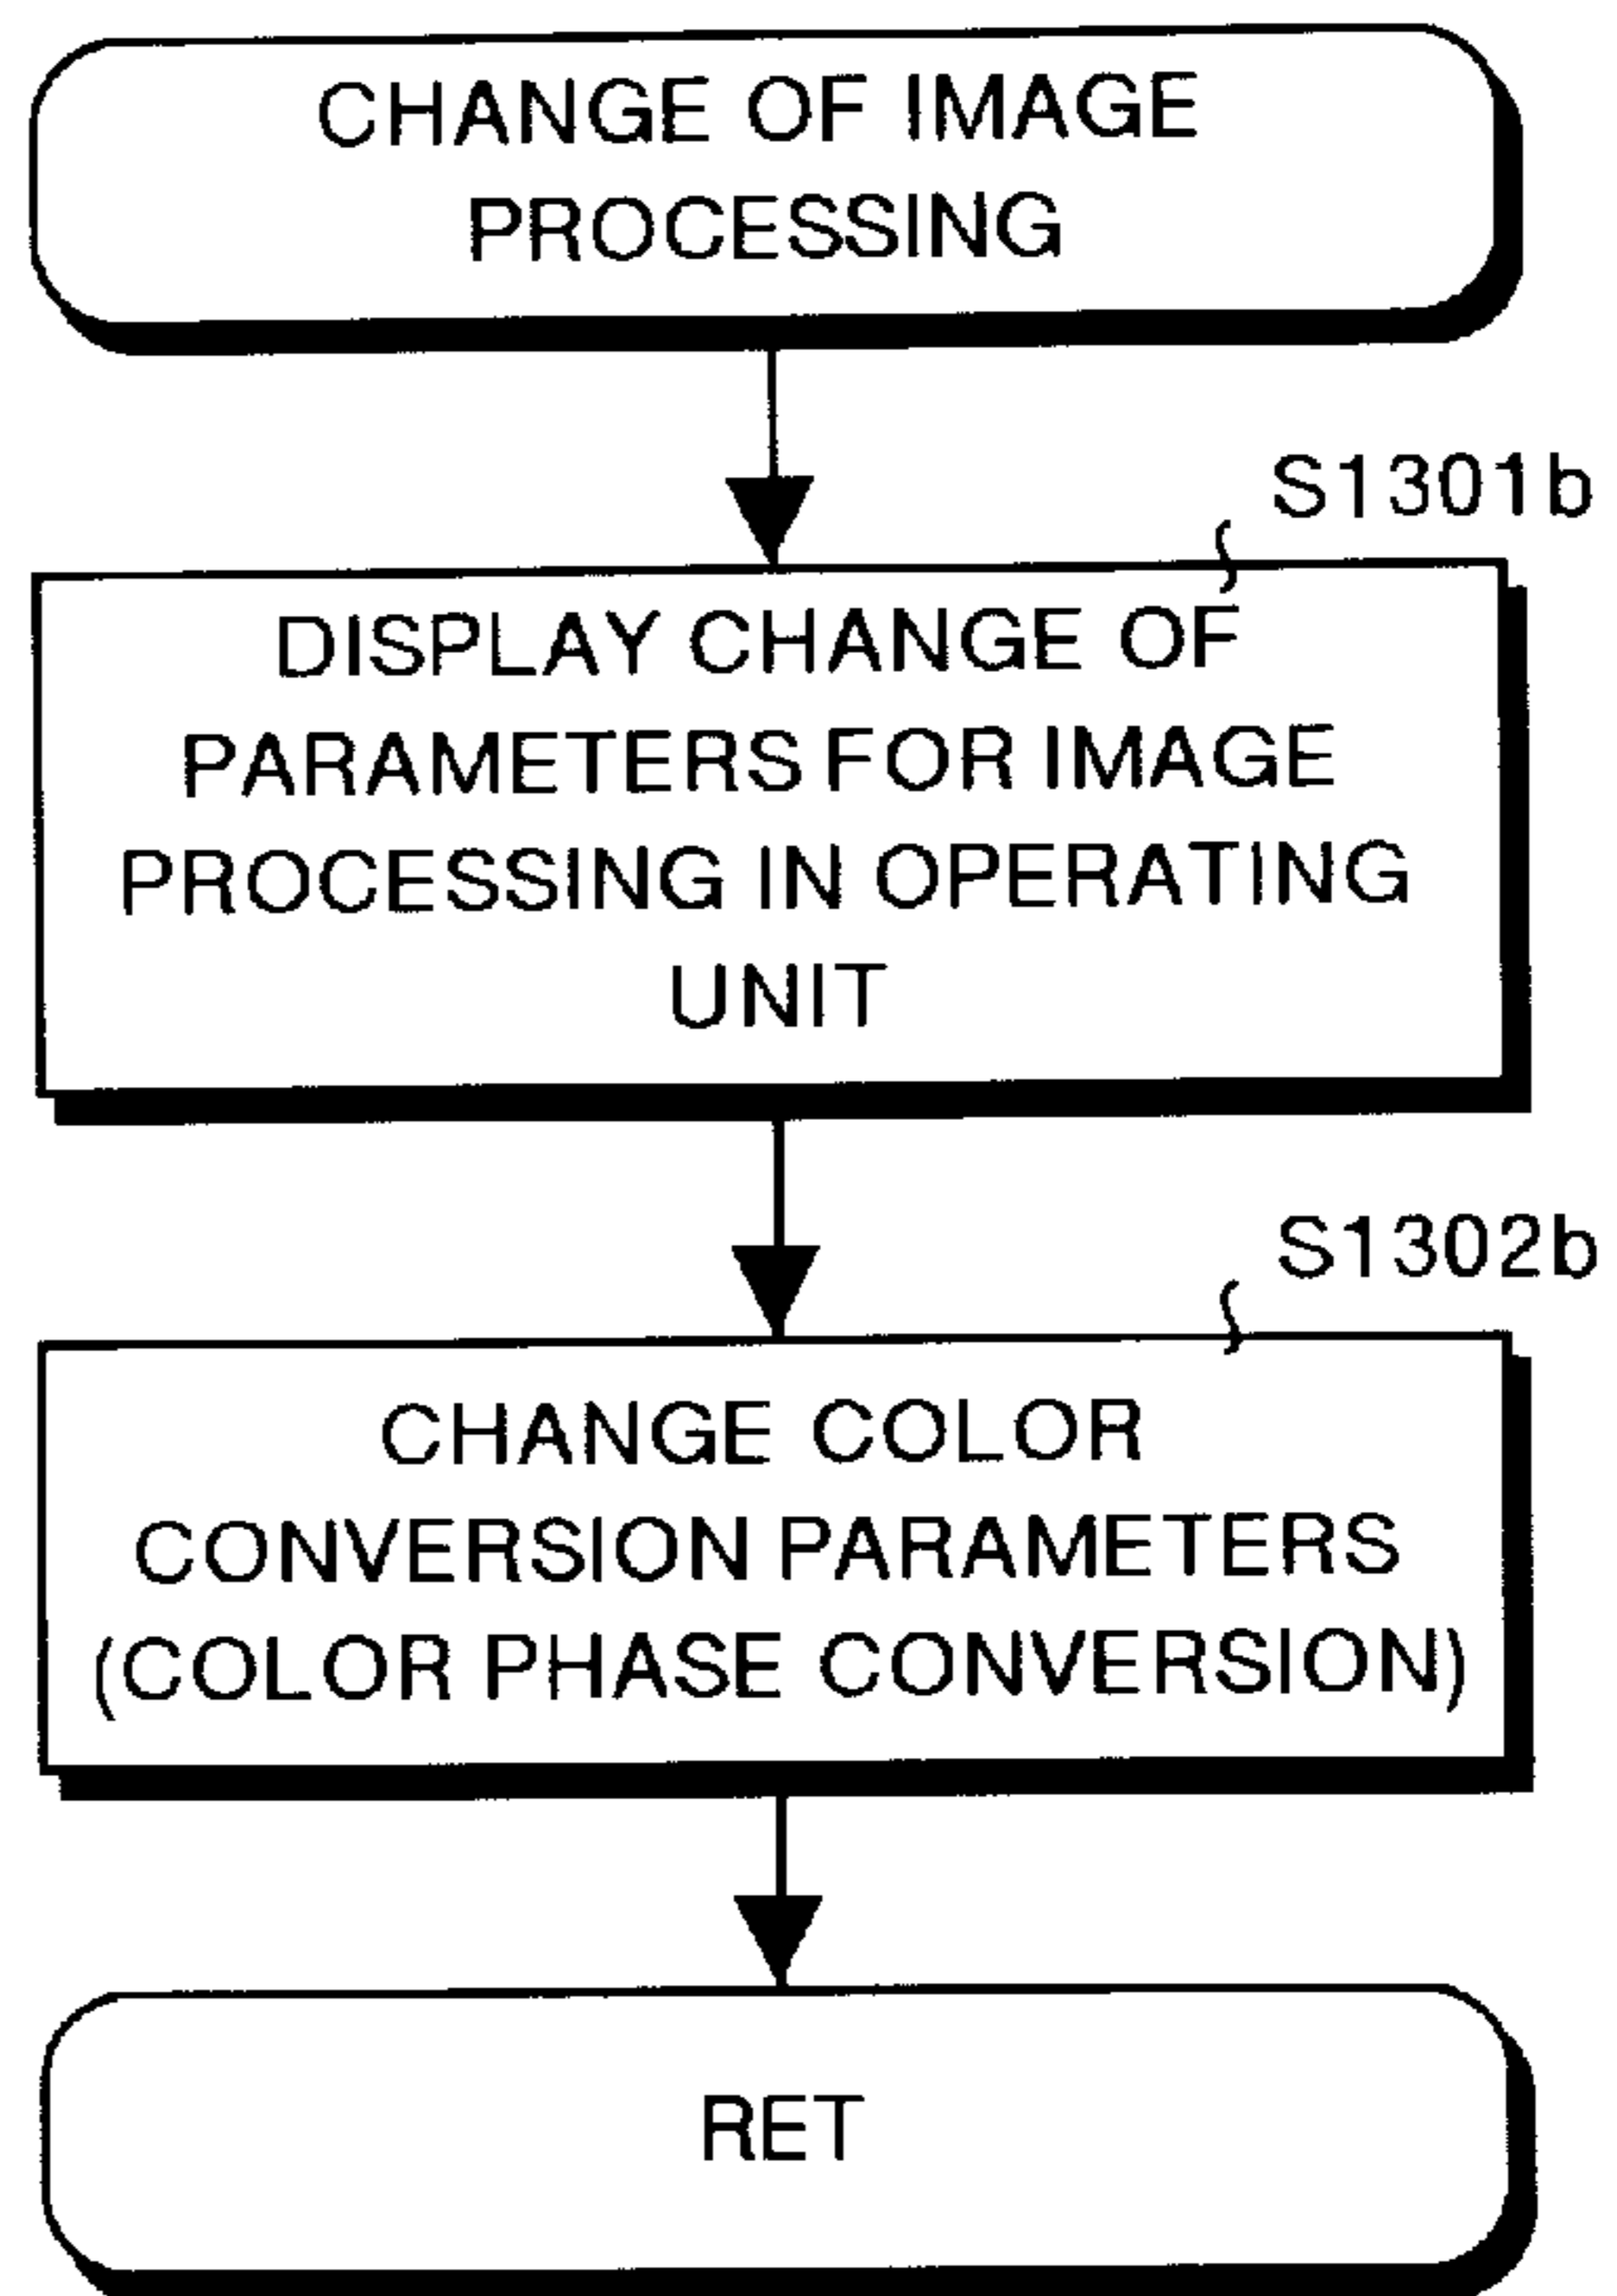 CHANGE OF IMAGE
PROCESSING
S1301b
DISPLAY CHANGE OF
PARAMETERS FOR IMAGE
PROCESSING IN OPERATING
UNIT
S1302b
CHANGE COLOR
CONVERSION PARAMETERS
(COLOR PHASE CONVERSION)
RET